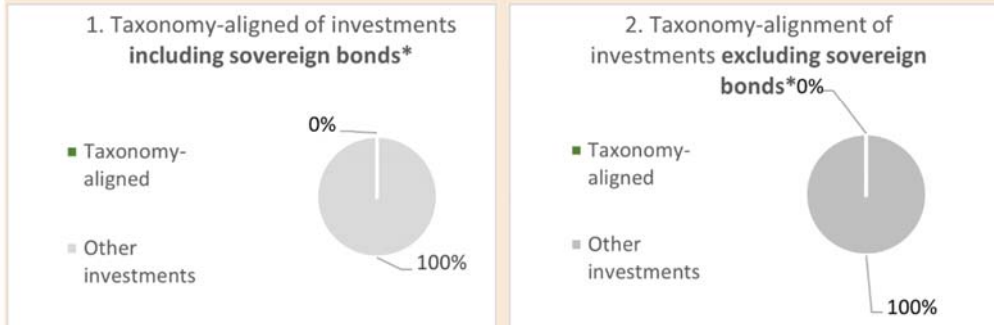 1. Taxonomy-aligned of investments
including sovereign bonds*
0%
Taxonomy-
aligned
Other
investments
100%
2. Taxonomy-alignment of
investments excluding sovereign
bonds*
0%
Taxonomy-
aligned
Other
investments
100%